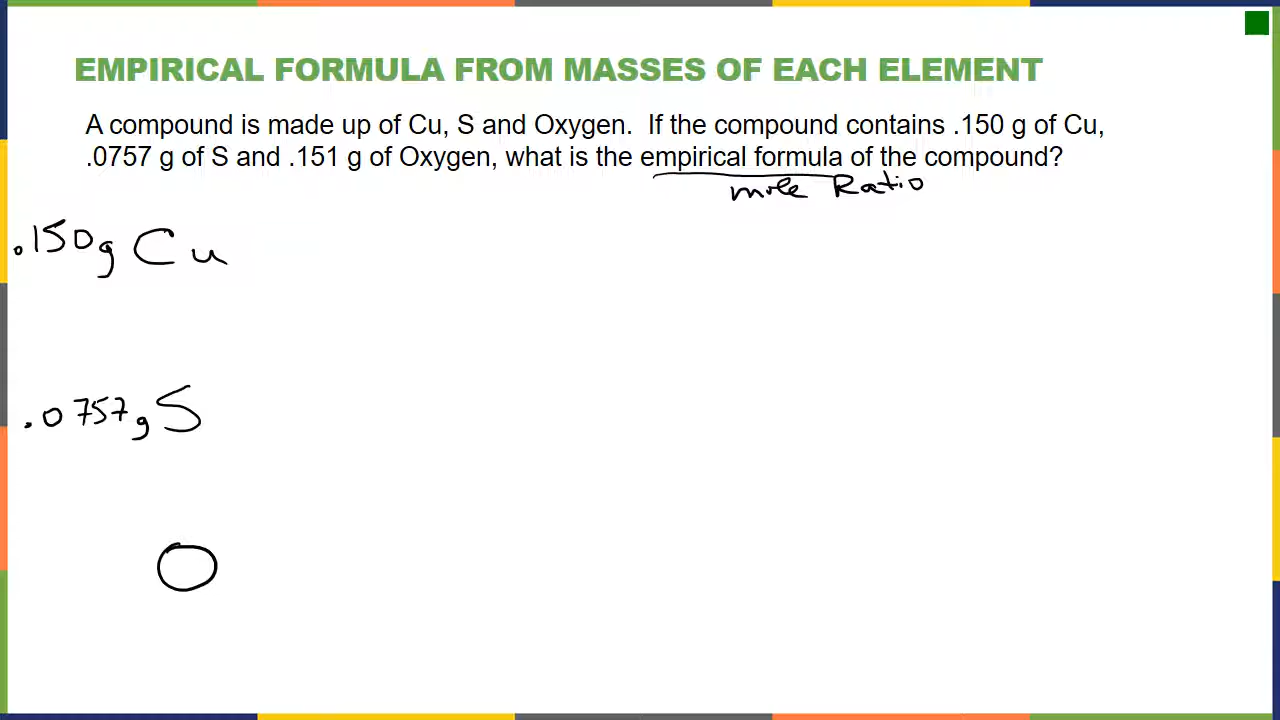 EMPIRICAL FORMULA FROM MASSES OF EACH ELEMENT
A compound is made up of Cu, S and Oxygen. If the compound contains .150 g of Cu,
.0757 g of S and .151 g of Oxygen, what is the empirical formula of the compound?
mole Ratio
.150g Cu
.0757g S
O